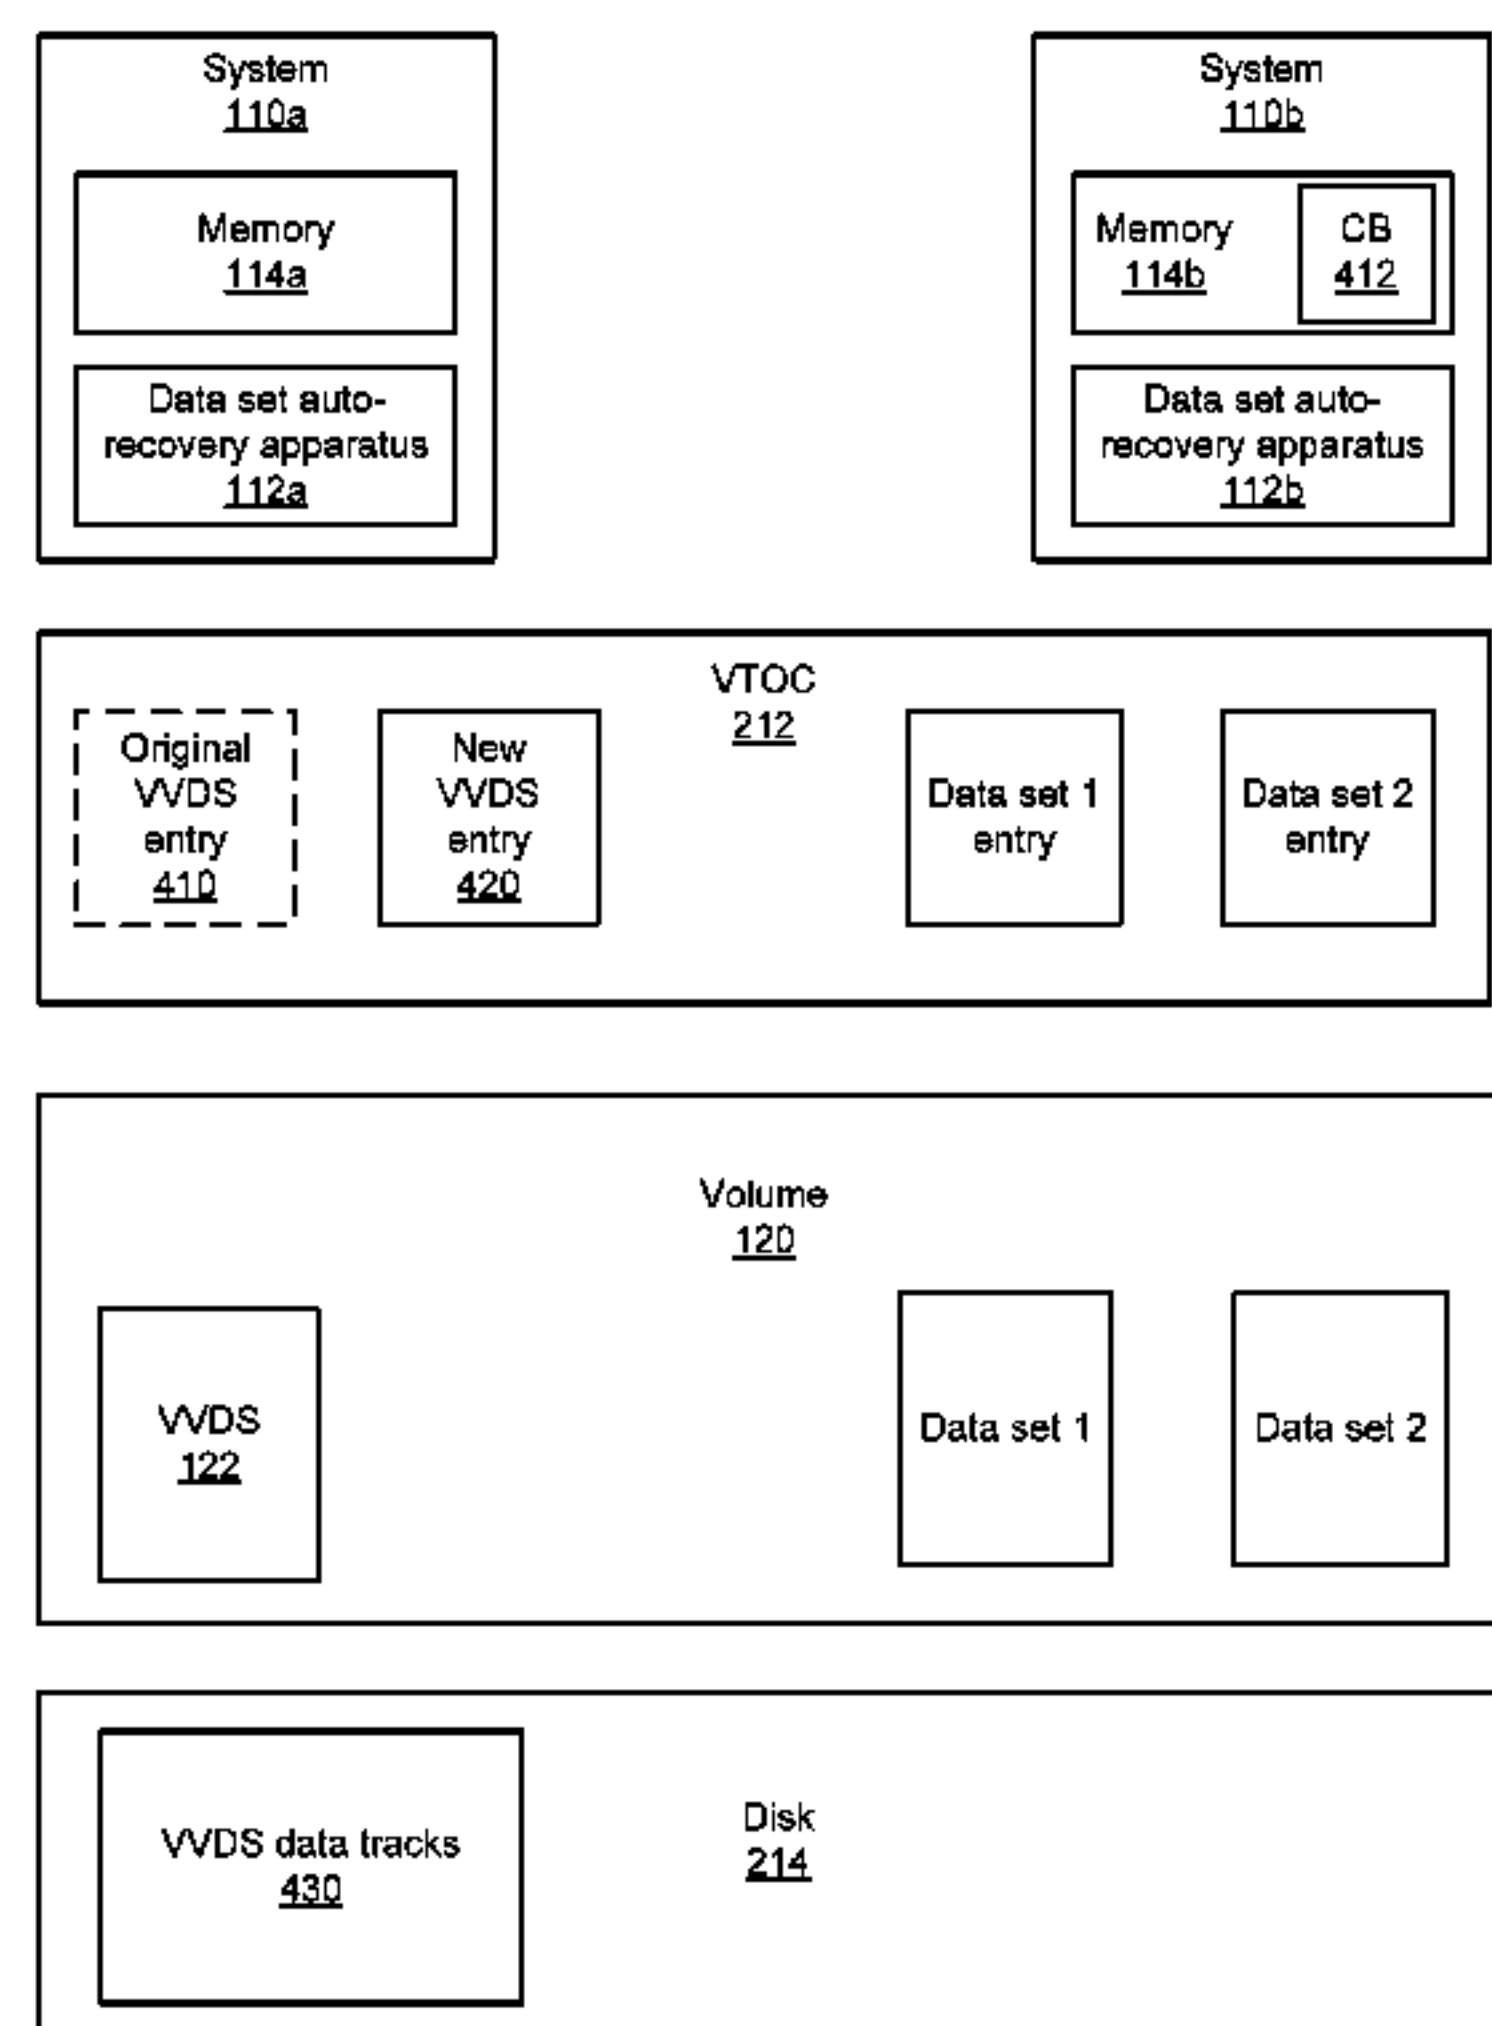 System
110a
Memory
114a
Data set auto-
recovery apparatus
112a
System
110b
Memory
114b
CB
412
Data set auto-
recovery apparatus
112b
VTOC
212
Original
VVDS
entry
410
New
VVDS
entry
420
Data set 1
entry
Data set 2
entry
Volume
120
VVDS
122
Data set 1
Data set 2
VVDS data tracks
430
Disk
214